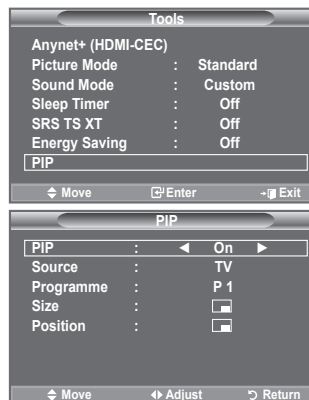 Tools
Anynet+ (HDMI-CEC)
Picture Mode : Standard
Sound Mode : Custom
Sleep Timer : Off
SRS TS XT : Off
Energy Saving : Off
PIP
Move Enter Exit
PIP
PIP : ◄ On ►
Source : TV
Programme : P 1
Size :
Position :
Move Adjust Return